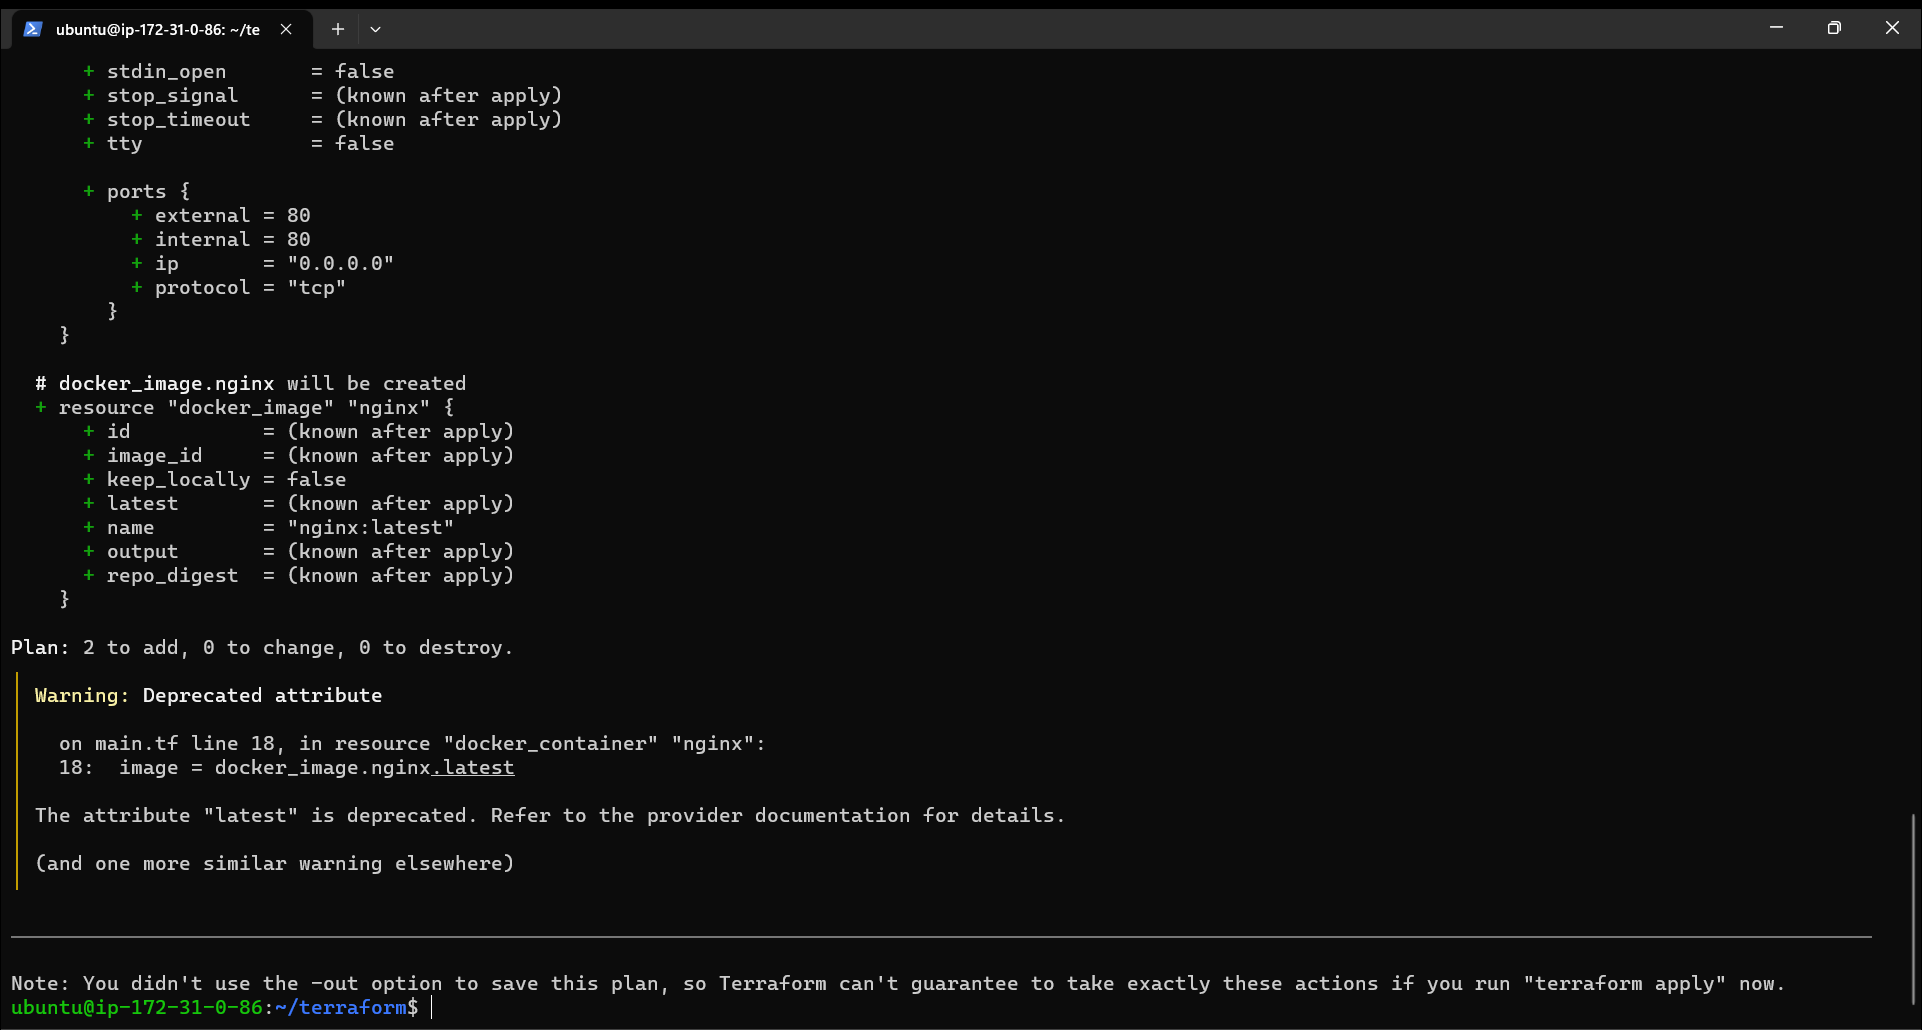 ubuntu@ip-172-31-0-86: ~/te
+ stdin_open       = false
+ stop_signal      = (known after apply)
+ stop_timeout     = (known after apply)
+ tty              = false
+ ports {
+ external = 80
+ internal = 80
+ ip       = "0.0.0.0"
+ protocol = "tcp"
}
}
# docker_image.nginx will be created
+ resource "docker_image" "nginx" {
+ id           = (known after apply)
+ image_id     = (known after apply)
+ keep_locally = false
+ latest       = (known after apply)
+ name         = "nginx:latest"
+ output       = (known after apply)
+ repo_digest  = (known after apply)
}
Plan: 2 to add, 0 to change, 0 to destroy.
Warning: Deprecated attribute
on main.tf line 18, in resource "docker_container" "nginx":
18:  image = docker_image.nginx.latest
The attribute "latest" is deprecated. Refer to the provider documentation for details.
(and one more similar warning elsewhere)
Note: You didn't use the -out option to save this plan, so Terraform can't guarantee to take exactly these actions if you run "terraform apply" now.
ubuntu@ip-172-31-0-86:~/terraform$